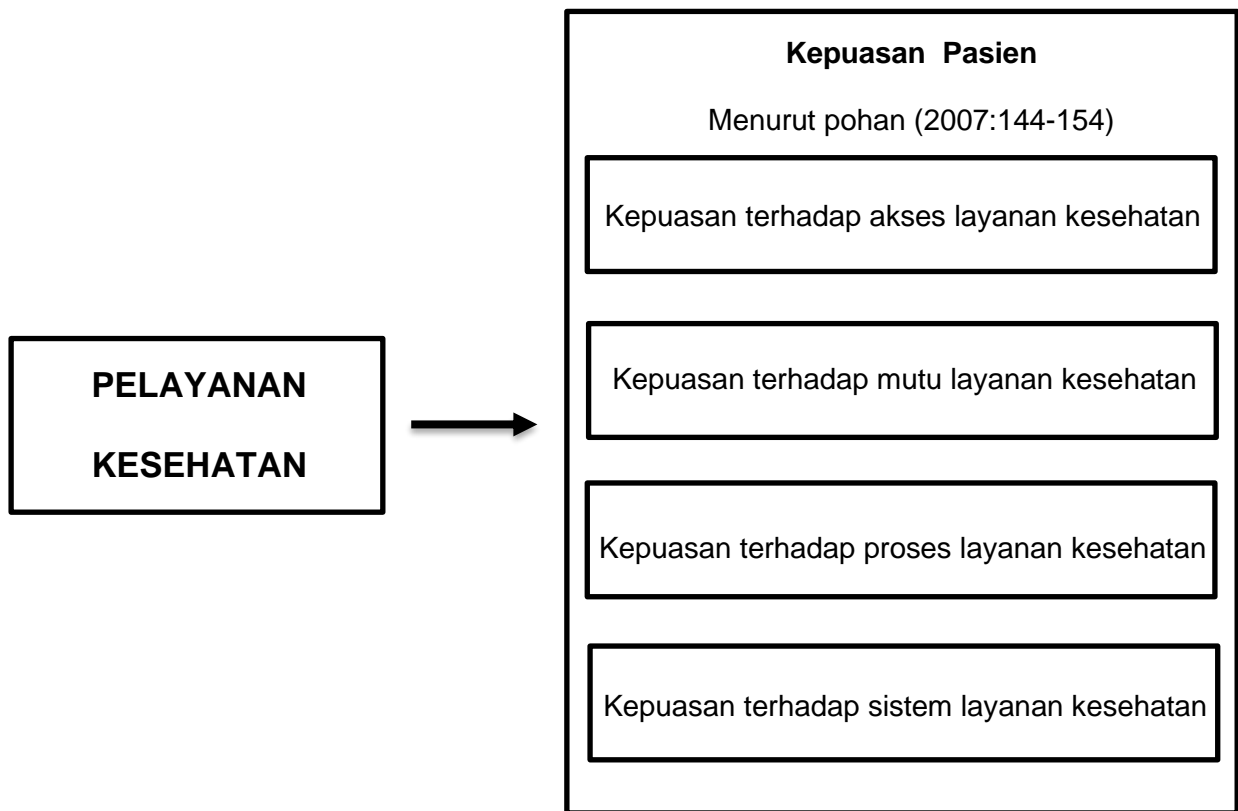 Kepuasan Pasien
Menurut pohan (2007:144-154)
Kepuasan terhadap akses layanan kesehatan
PELAYANAN
KESEHATAN
Kepuasan terhadap mutu layanan kesehatan
Kepuasan terhadap proses layanan kesehatan
Kepuasan terhadap sistem layanan kesehatan